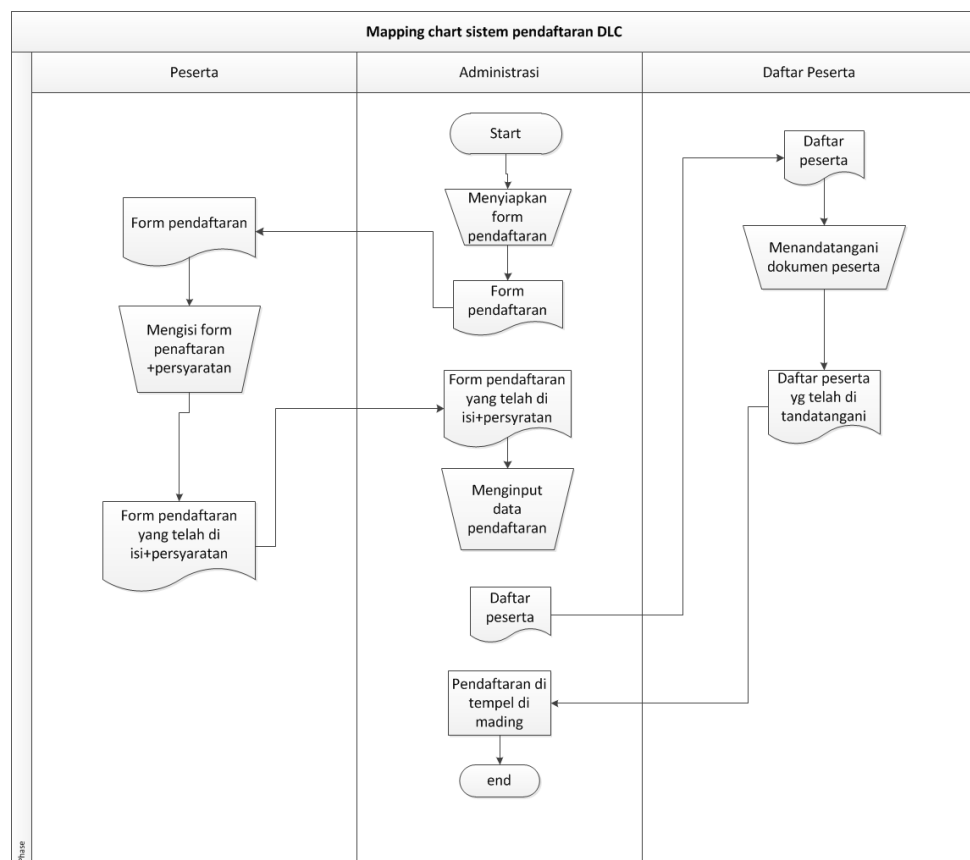 Mapping chart sistem pendaftaran DLC
Peserta
Administrasi
Daftar Peserta
Start
Menyiapkan
form
pendaftaran
Form
pendaftaran
Form pendaftaran
Mengisi form
penaftaran
+persyaratan
Form pendaftaran
yang telah di
isi+persyaratan
Form pendaftaran
yang telah di
isi+persyratan
Menginput
data
pendaftaran
Daftar
peserta
Daftar
peserta
Menandatangani
dokumen peserta
Daftar peserta
yg telah di
tandatangani
Pendaftaran di
tempel di
mading
end
Phase